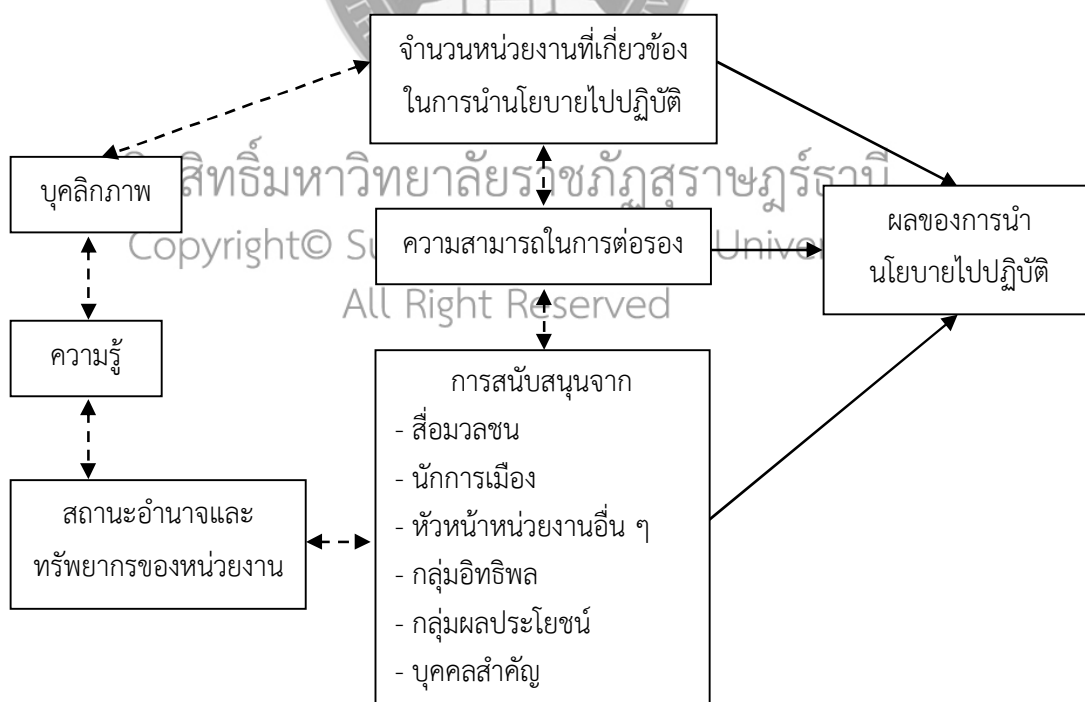 จำนวนหน่วยงานที่เกี่ยวข้อง
ในการนำนโยบายไปปฏิบัติ
สิทธิ์มหาวิทยาลัยราชภัฏสุราษฎร์ธานี
บุคลิกภาพ
ความสามารถในการต่อรอง
ผลของการนำ
นโยบายไปปฏิบัติ
Copyright© Su Univer
All Right Reserved
ความรู้
การสนับสนุนจาก
- สื่อมวลชน
- นักการเมือง
- หัวหน้าหน่วยงานอื่น ๆ
- กลุ่มอิทธิพล
- กลุ่มผลประโยชน์
- บุคคลสำคัญ
สถานะอำนาจและ
ทรัพยากรของหน่วยงาน